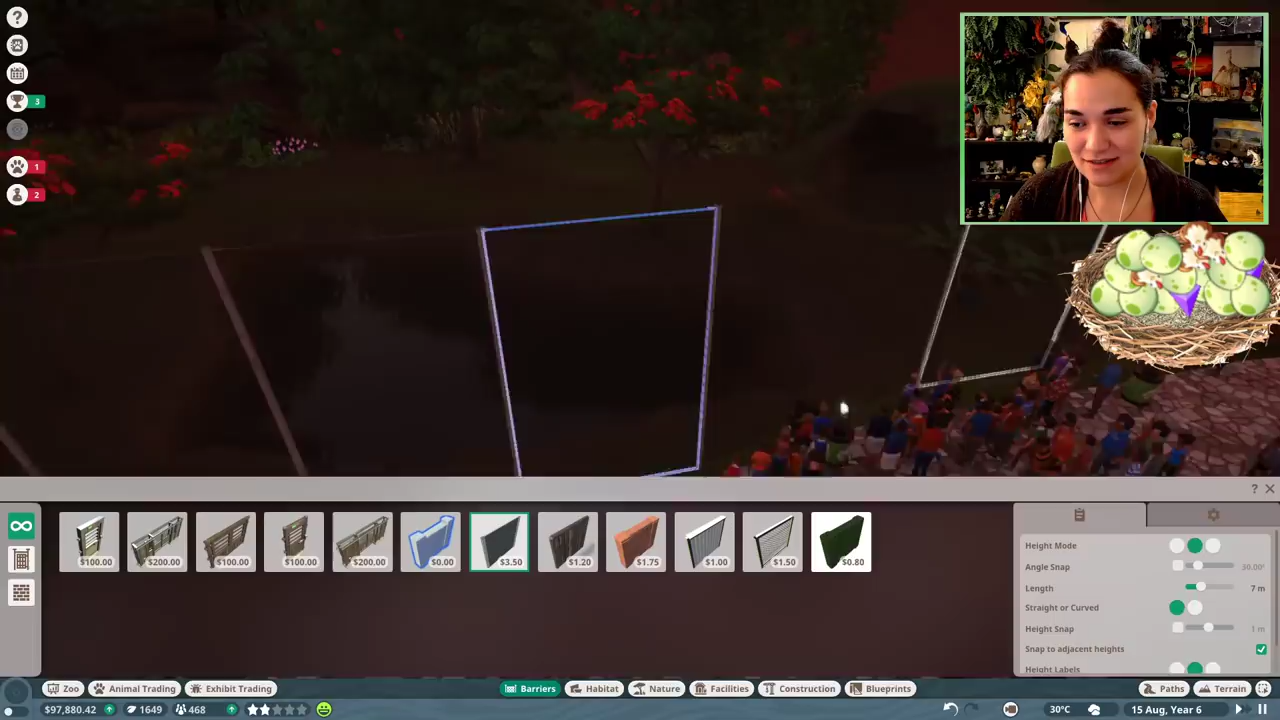 ?
3
1
2
? ×
$100.00 $200.00 $100.00 $100.00 $200.00 $0.00 $3.50 $1.20 $1.75 $1.00 $1.50 $0.80
Height Mode
Angle Snap 30.00°
Length 7 m
Straight or Curved
Height Snap 1 m
Snap to adjacent heights
Height Labels
Zoo Animal Trading Exhibit Trading Barriers Habitat Nature Facilities Construction Blueprints Paths Terrain
$97,880.42 1649 468 30°C 15 Aug, Year 6